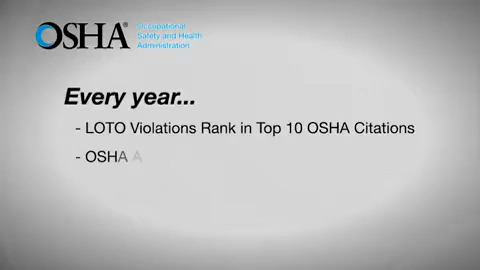 OSHA®
Occupational
Safety and Health
Administration
Every year...
- LOTO Violations Rank in Top 10 OSHA Citations
- OSHA A